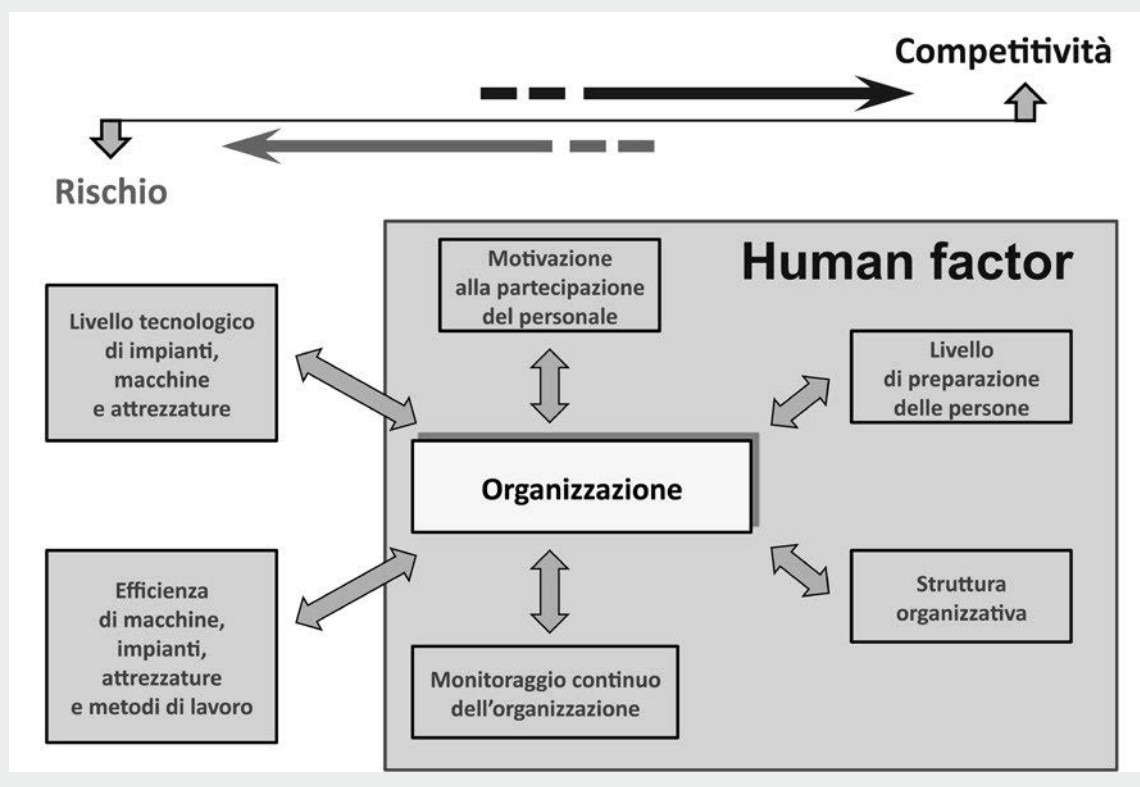 Competitività
Rischio
Human factor
Motivazione
alla partecipazione
del personale
Livello tecnologico
di impianti,
macchine
e attrezzature
Livello
di preparazione
delle persone
Organizzazione
Efficienza
di macchine,
impianti,
attrezzature
e metodi di lavoro
Struttura
organizzativa
Monitoraggio continuo
dell’organizzazione